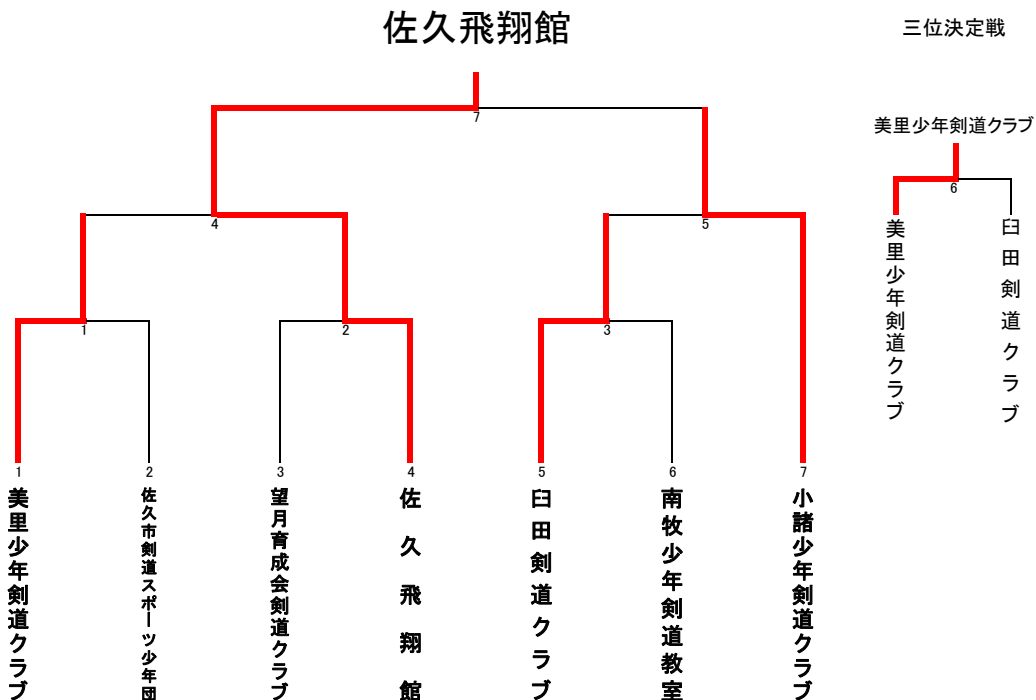 佐久飛翔館
三位決定戦
7
美里少年剣道クラブ
6
4
5
美里少年剣道クラブ
臼田剣道クラブ
1
2
3
1
2
3
4
5
6
7
美里少年剣道クラブ
佐久市剣道スポーツ少年団
望月育成会剣道クラブ
佐久飛翔館
臼田剣道クラブ
南牧少年剣道教室
小諸少年剣道クラブ